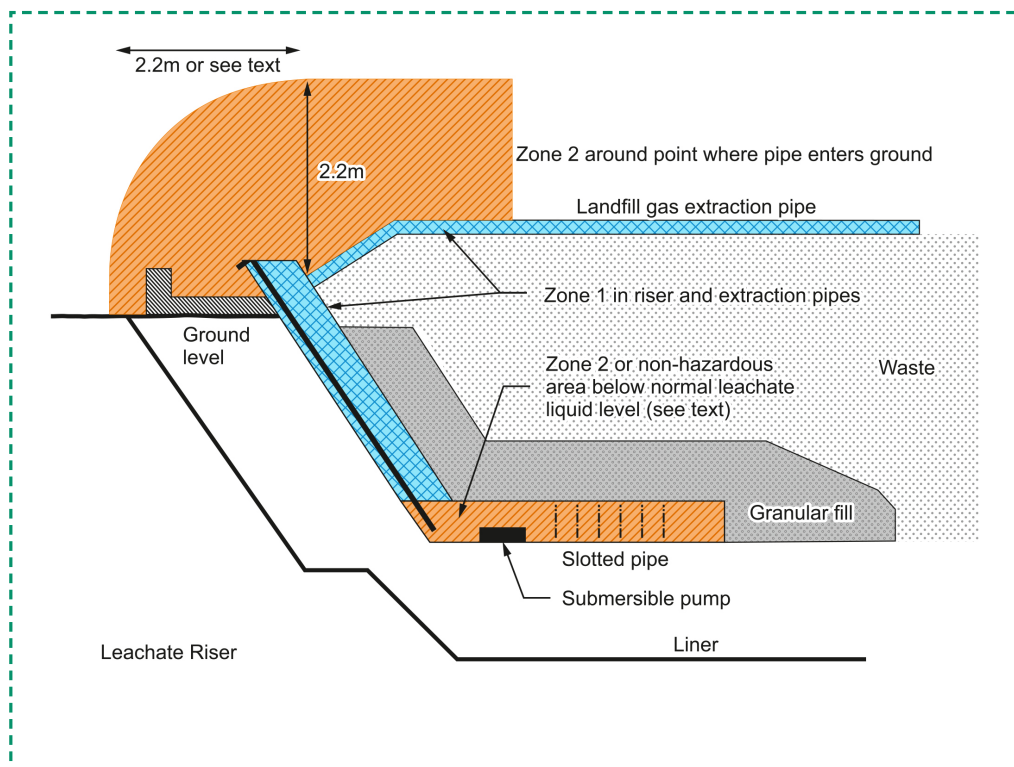 2.2m or see text
2.2m
Zone 2 around point where pipe enters ground
Landfill gas extraction pipe
Zone 1 in riser and extraction pipes
Ground
level
Zone 2 or non-hazardous
area below normal leachate
liquid level (see text)
Waste
Granular fill
Slotted pipe
Submersible pump
Liner
Leachate Riser